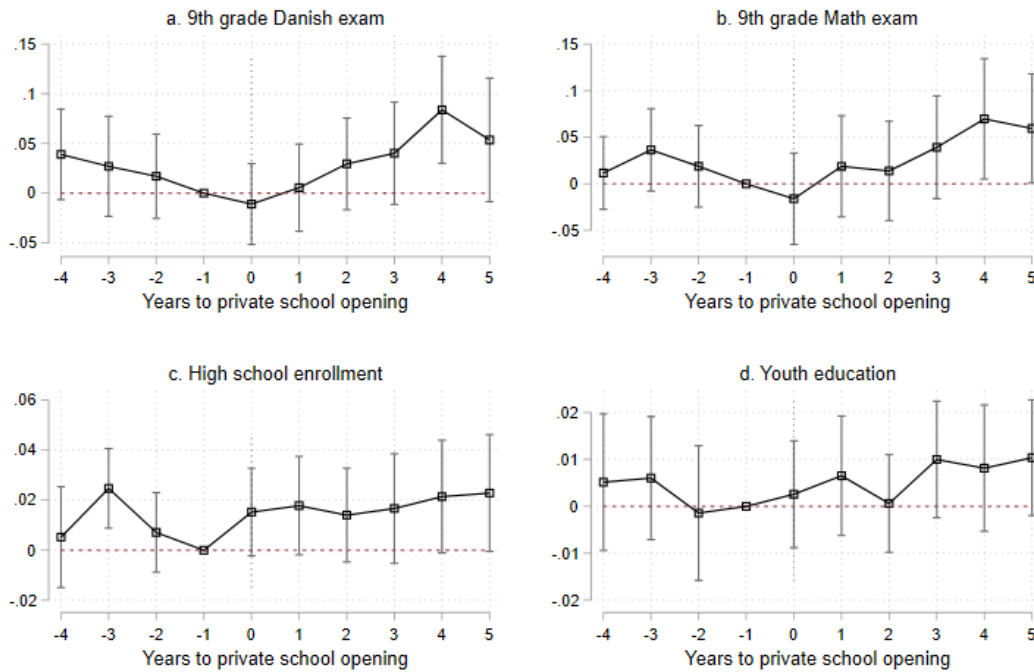 a. 9th grade Danish exam
.15
.1
.05
0
-.05
-4 -3 -2 -1 0 1 2 3 4 5
Years to private school opening
b. 9th grade Math exam
.15
.1
.05
0
-.05
-4 -3 -2 -1 0 1 2 3 4 5
Years to private school opening
c. High school enrollment
.06
.04
.02
0
-.02
-4 -3 -2 -1 0 1 2 3 4 5
Years to private school opening
d. Youth education
.02
.01
0
-.01
-.02
-4 -3 -2 -1 0 1 2 3 4 5
Years to private school opening